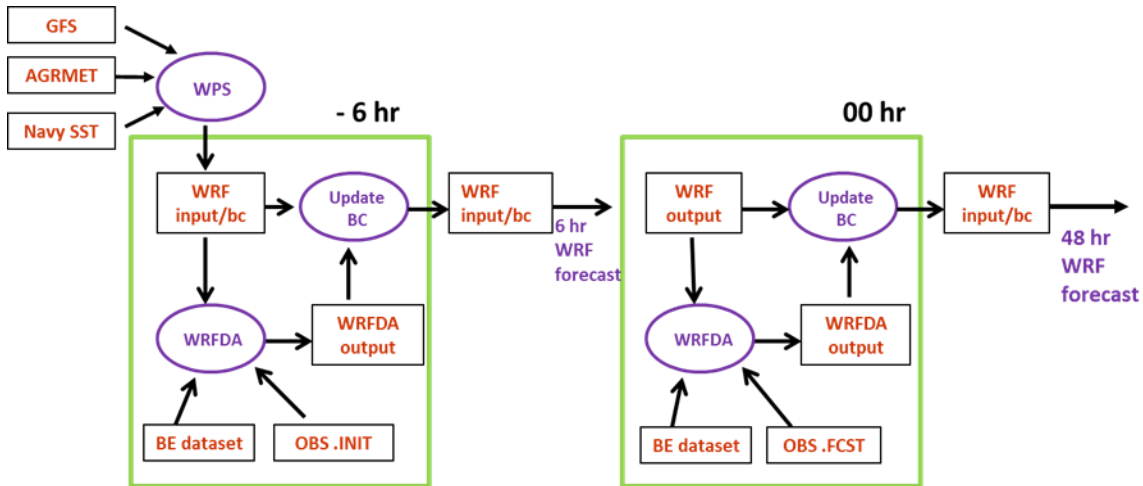 GFS
AGRMET
Navy SST
WPS
- 6 hr
WRF
input/bc
Update
BC
WRF
input/bc
6 hr
WRF
forecast
WRFDA
WRFDA
output
BE dataset
OBS .INIT
00 hr
WRF
output
Update
BC
WRF
input/bc
48 hr
WRF
forecast
WRFDA
WRFDA
output
BE dataset
OBS .FCST